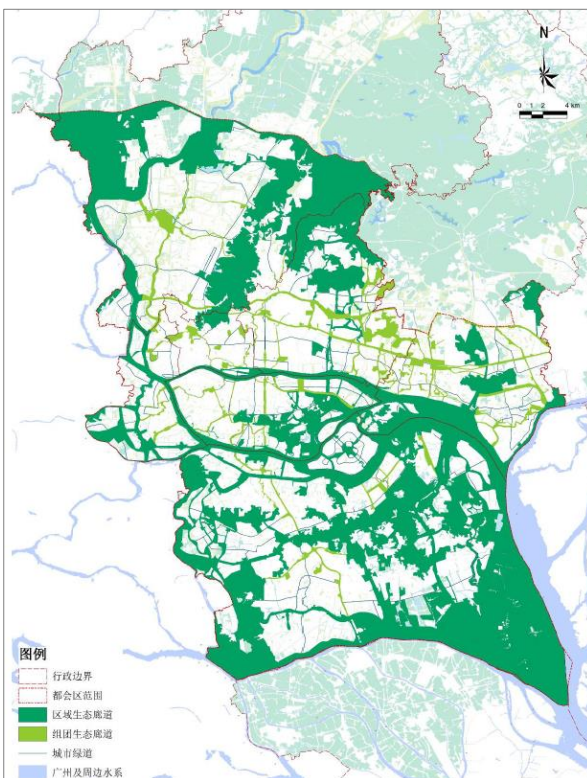 N
0 1 2 4 km
图例
行政边界
都会区范围
区域生态廊道
组团生态廊道
城市绿道
广州及周边水系